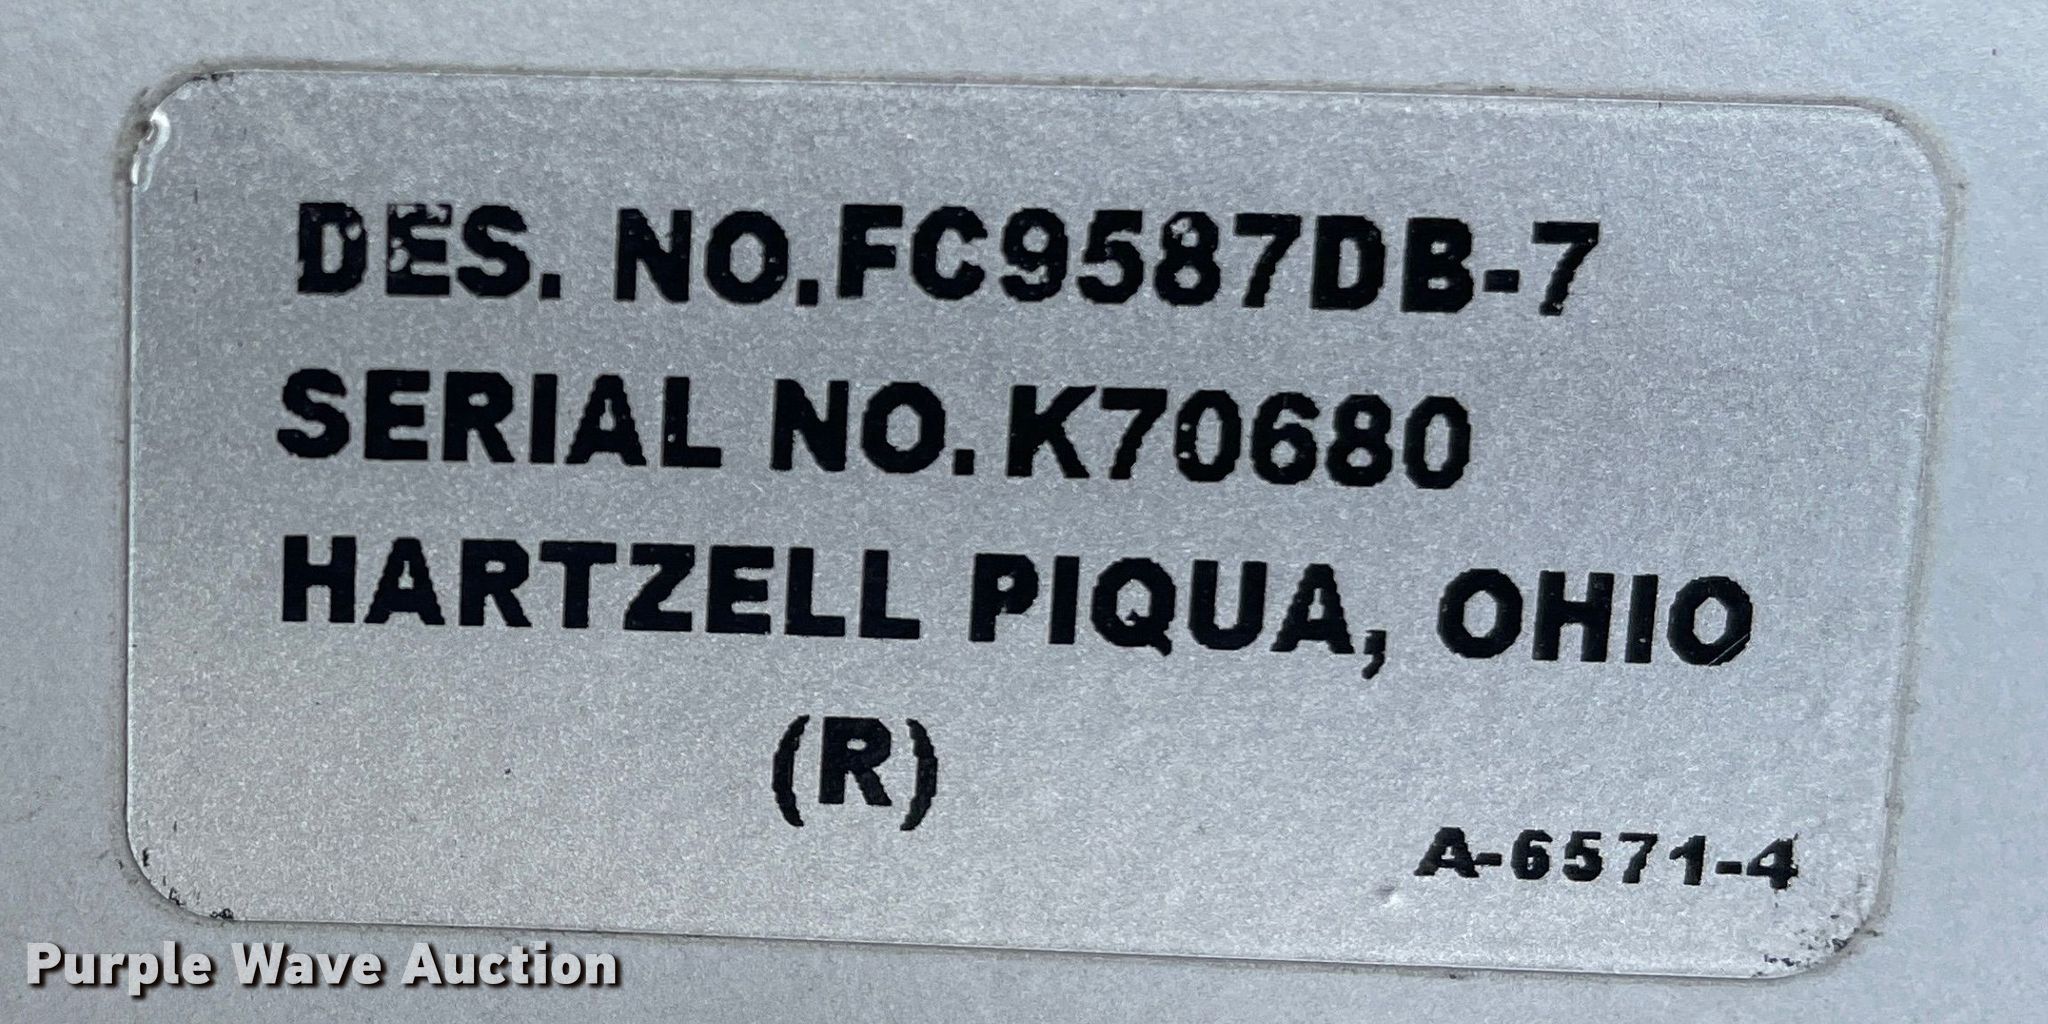 DES. NO.FC9587DB-7
SERIAL NO.K70680
HARTZELL PIQUA, OHIO
(R)
A-6571-4
Purple Wave Auction